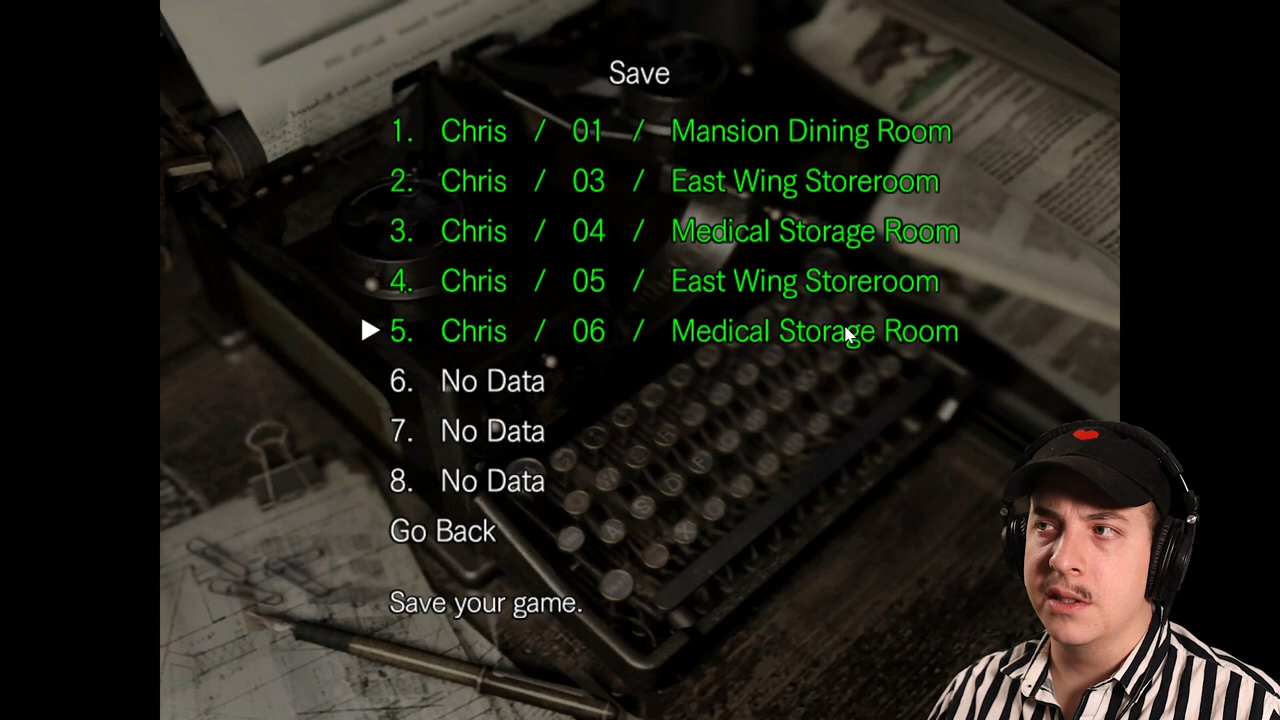 Save
1. Chris / 01 / Mansion Dining Room
2. Chris / 03 / East Wing Storeroom
3. Chris / 04 / Medical Storage Room
4. Chris / 05 / East Wing Storeroom
5. Chris / 06 / Medical Storage Room
6. No Data
7. No Data
8. No Data
Go Back
Save your game.